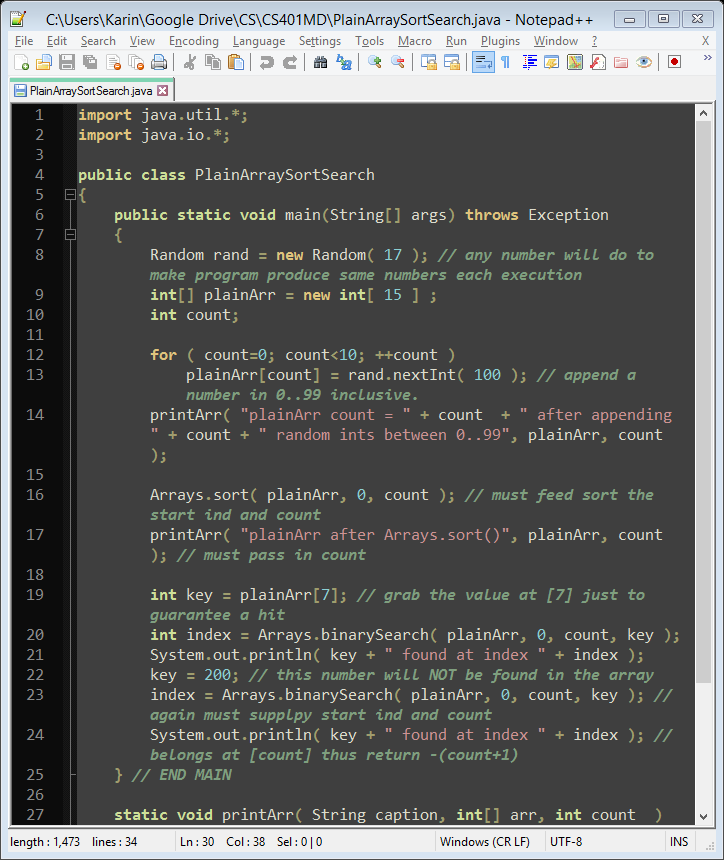 C:\Users\Karin\Google Drive\CS\CS401MD\PlainArraySortSearch.java - Notepad++
File Edit Search View Encoding Language Settings Tools Macro Run Plugins Window ? X
PlainArraySortSearch.java
1 import java.util.*;
2 import java.io.*;
3
4 public class PlainArraySortSearch
5 {
6 public static void main(String[] args) throws Exception
7 {
8 Random rand = new Random( 17 ); // any number will do to
make program produce same numbers each execution
9 int[] plainArr = new int[ 15 ] ;
10 int count;
11
12 for ( count=0; count<10; ++count )
13 plainArr[count] = rand.nextInt( 100 ); // append a
number in 0..99 inclusive.
14 printArr( "plainArr count = " + count  + " after appending
" + count + " random ints between 0..99", plainArr, count
);
15
16 Arrays.sort( plainArr, 0, count ); // must feed sort the
start ind and count
17 printArr( "plainArr after Arrays.sort()", plainArr, count
); // must pass in count
18
19 int key = plainArr[7]; // grab the value at [7] just to
guarantee a hit
20 int index = Arrays.binarySearch( plainArr, 0, count, key );
21 System.out.println( key + " found at index " + index );
22 key = 200; // this number will NOT be found in the array
23 index = Arrays.binarySearch( plainArr, 0, count, key ); //
again must supplpy start ind and count
24 System.out.println( key + " found at index " + index ); //
belongs at [count] thus return -(count+1)
25 } // END MAIN
26
27 static void printArr( String caption, int[] arr, int count  )
length : 1,473 lines : 34 Ln : 30 Col : 38 Sel : 0 | 0 Windows (CR LF) UTF-8 INS